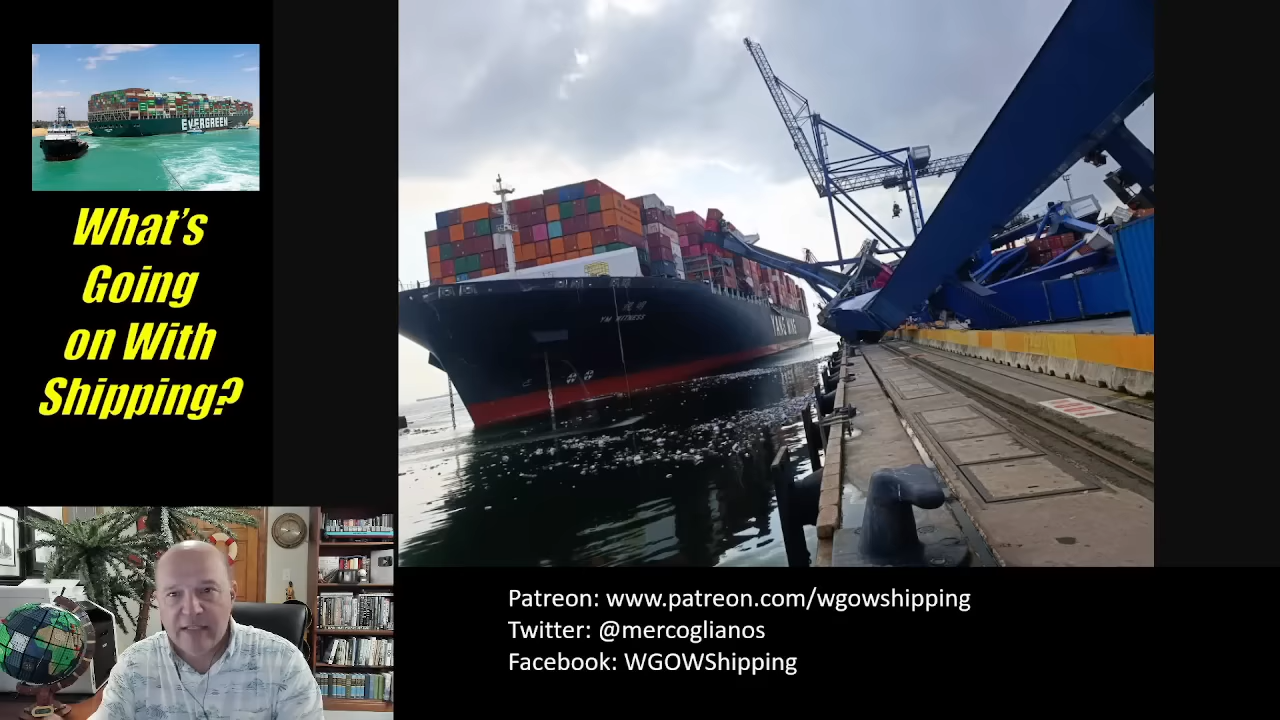 EVERGREEN
What's
Going
on With
Shipping?
YM WITNESS
YANG MING
Patreon: www.patreon.com/wgowshipping
Twitter: @mercoglianos
Facebook: WGOWShipping